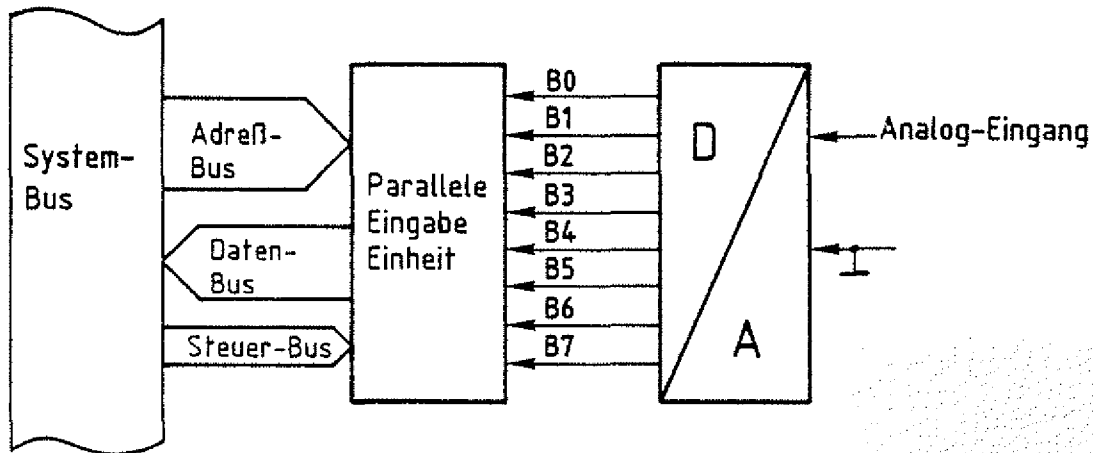 System-
Bus
Adreß-
Bus
Daten-
Bus
Steuer-Bus
Parallele
Eingabe
Einheit
B0
B1
B2
B3
B4
B5
B6
B7
D
A
Analog-Eingang